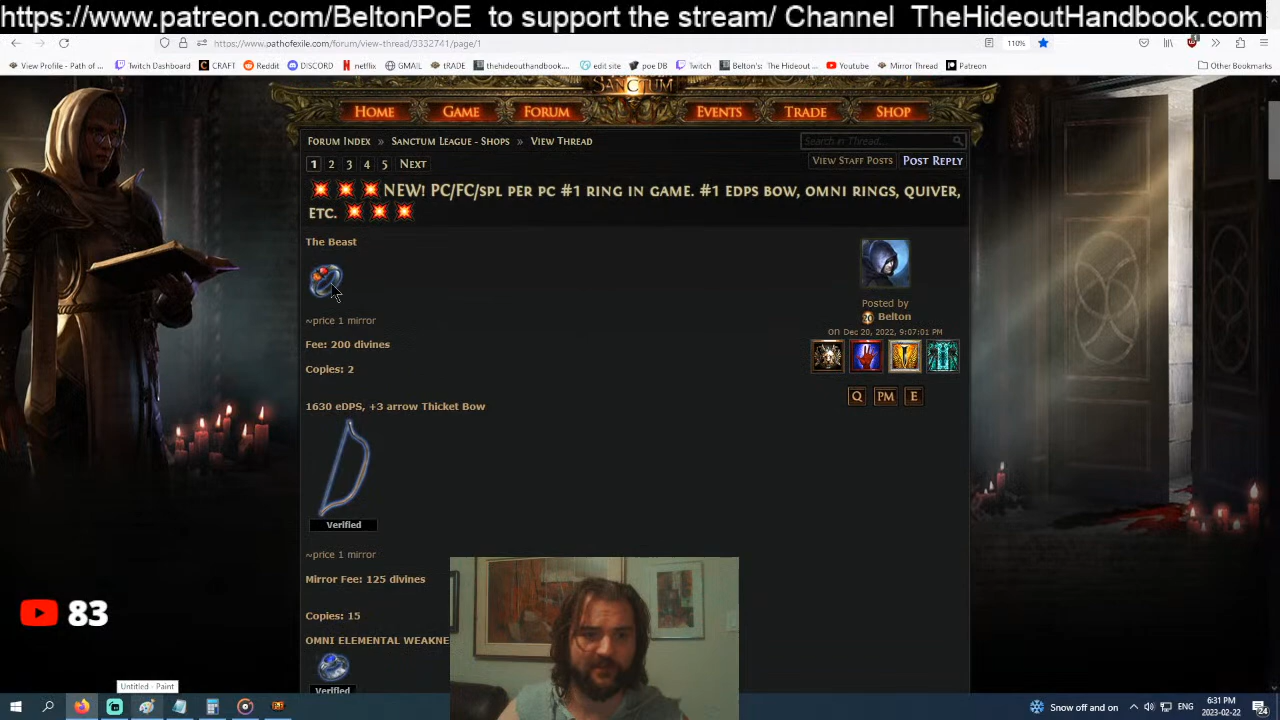 https://www.patreon.com/BeltonPoE to support the stream/ Channel TheHideoutHandbook.com
https://www.pathofexile.com/forum/view-thread/3332741/page/1
110%
View Profile - Path of ...
Twitch Dashboard
CRAFT
Reddit
DISCORD
netflix
GMAIL
tRADE
thehideouthandbook...
edit site
poe DB
Twitch
Belton's: The Hideout ...
YouTube
Mirror Thread
Patreon
Other Bookmarks
SANCTUM
HOME GAME FORUM EVENTS TRADE SHOP
FORUM INDEX » SANCTUM LEAGUE - SHOPS » VIEW THREAD
Search in Thread...
1 2 3 4 5 NEXT
VIEW STAFF POSTS POST REPLY
NEW! PC/FC/SPL PER PC #1 RING IN GAME. #1 EDPS BOW, OMNI RINGS, QUIVER,
ETC.
The Beast
~price 1 mirror
Fee: 200 divines
Copies: 2
Posted by
Belton
on Dec 20, 2022, 9:07:01 PM
Q PM E
1630 eDPS, +3 arrow Thicket Bow
Verified
~price 1 mirror
Mirror Fee: 125 divines
Copies: 15
OMNI ELEMENTAL WEAKNE
Verified
83
Untitled - Paint
Snow off and on
ENG
6:31 PM
2023-02-22
24